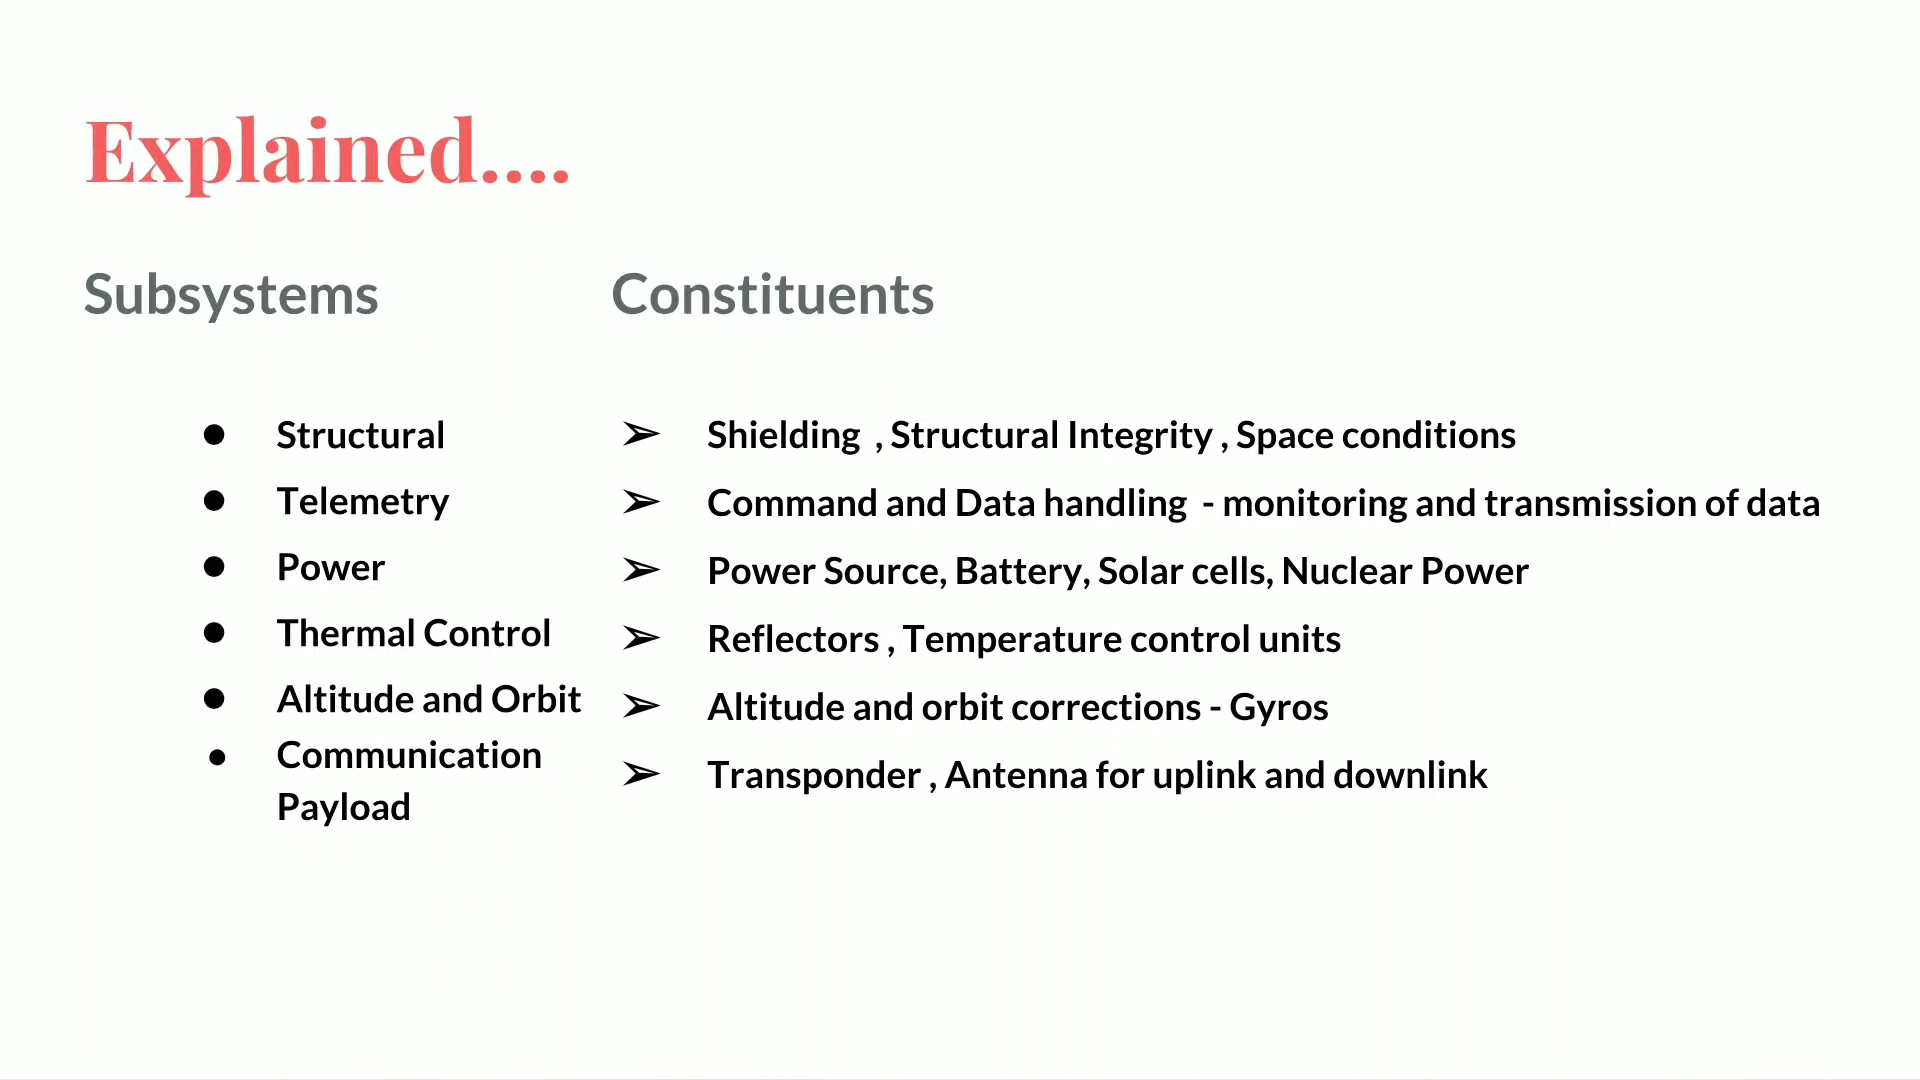 Explained....
Subsystems
Constituents
● Structural
● Telemetry
● Power
● Thermal Control
● Altitude and Orbit
● Communication
Payload
➢ Shielding , Structural Integrity , Space conditions
➢ Command and Data handling - monitoring and transmission of data
➢ Power Source, Battery, Solar cells, Nuclear Power
➢ Reflectors , Temperature control units
➢ Altitude and orbit corrections - Gyros
➢ Transponder , Antenna for uplink and downlink